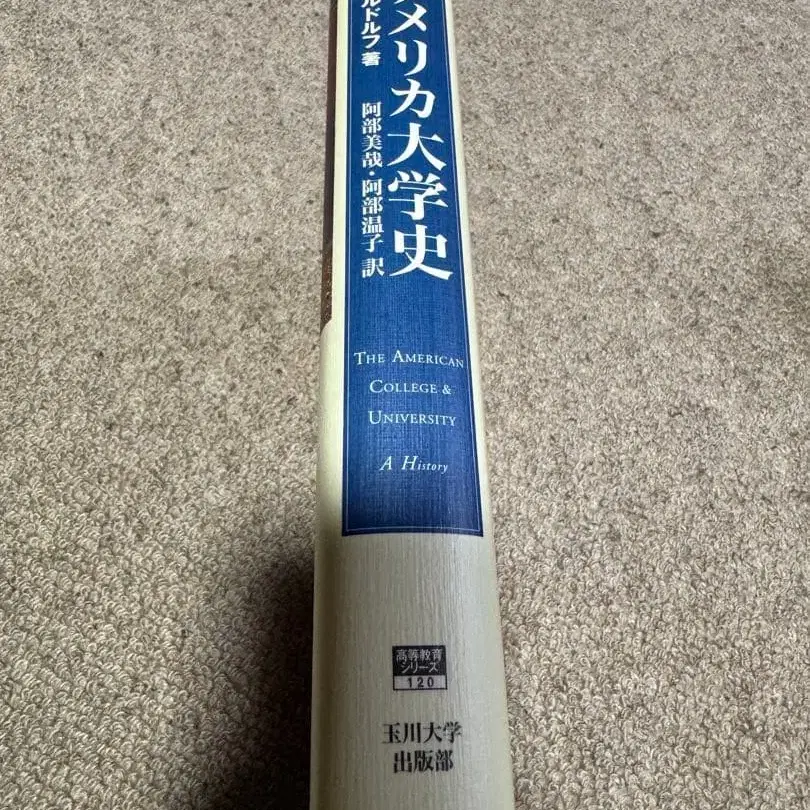 アメリカ大学史
ルドルフ 著
阿部美哉・阿部温子 訳
THE AMERICAN
COLLEGE &
UNIVERSITY
A History
高等教育
シリーズ
120
玉川大学
出版部